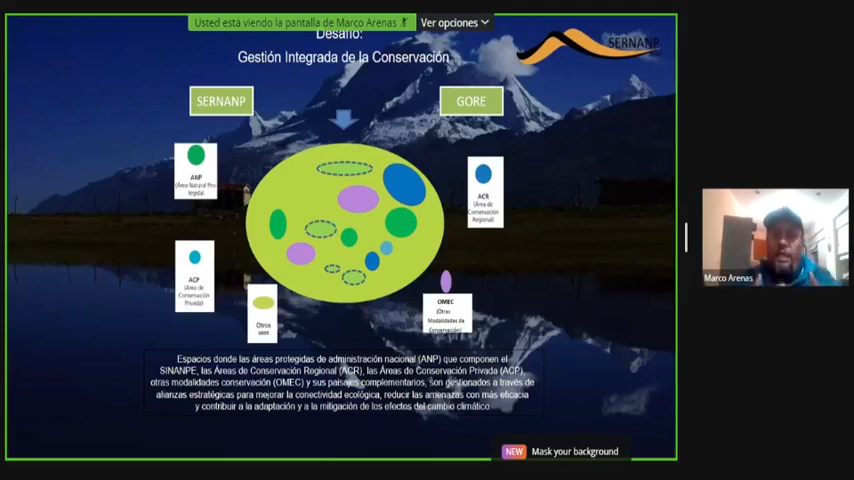 Usted está viendo la pantalla de Marco Arenas
Ver opciones
Desafío:
Gestión Integrada de la Conservación
SERNANP
SERNANP
GORE
ANP
(Área Natural Pro-
tegida)
ACR
(Área de
Conservación
Regional)
ACP
(Área de
Conservación
Privada)
Otros
usos
OMEC
(Otras
Modalidades de
Conservación)
Marco Arenas
Espacios donde las áreas protegidas de administración nacional (ANP) que componen el
SINANPE, las Áreas de Conservación Regional (ACR), las Áreas de Conservación Privada (ACP),
otras modalidades conservación (OMEC) y sus paisajes complementarios, son gestionados a través de
alianzas estratégicas para mejorar la conectividad ecológica, reducir las amenazas con más eficacia
y contribuir a la adaptación y a la mitigación de los efectos del cambio climático.
NEW Mask your background